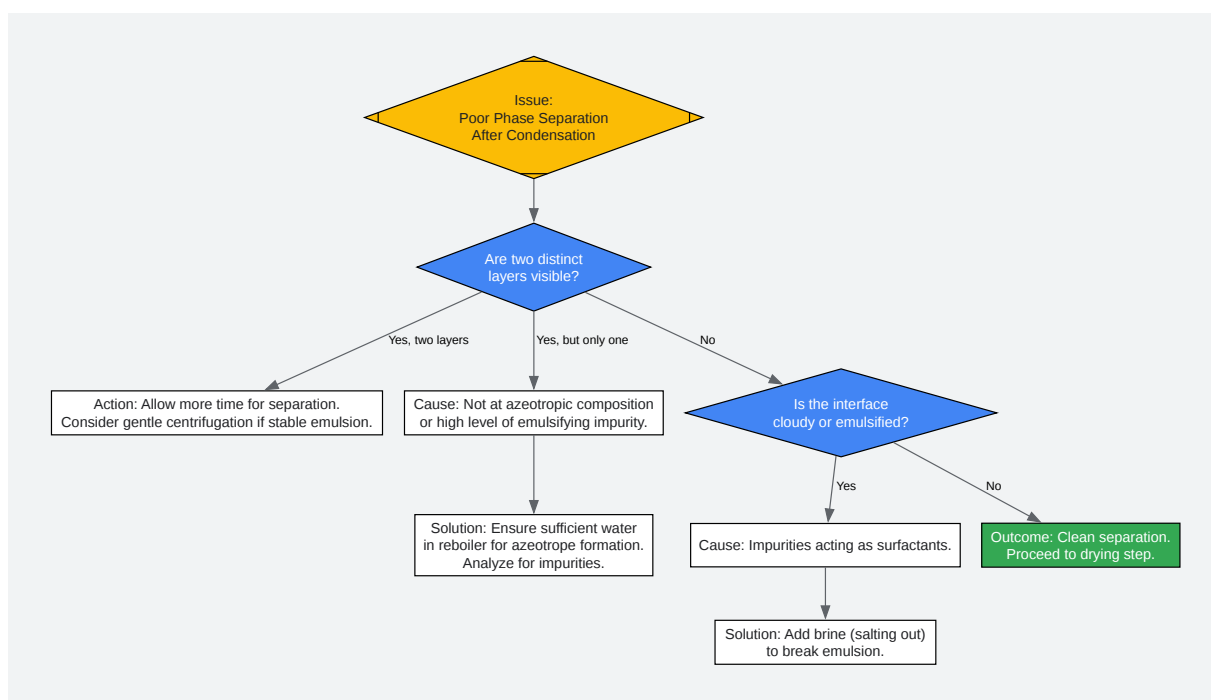 Issue:
Poor Phase Separation
After Condensation
Are two distinct
layers visible?
Yes, two layers
Yes, but only one
No
Action: Allow more time for separation.
Consider gentle centrifugation if stable emulsion.
Cause: Not at azeotropic composition
or high level of emulsifying impurity.
Is the interface
cloudy or emulsified?
Yes
No
Solution: Ensure sufficient water
in reboiler for azeotrope formation.
Analyze for impurities.
Cause: Impurities acting as surfactants.
Outcome: Clean separation.
Proceed to drying step.
Solution: Add brine (salting out)
to break emulsion.